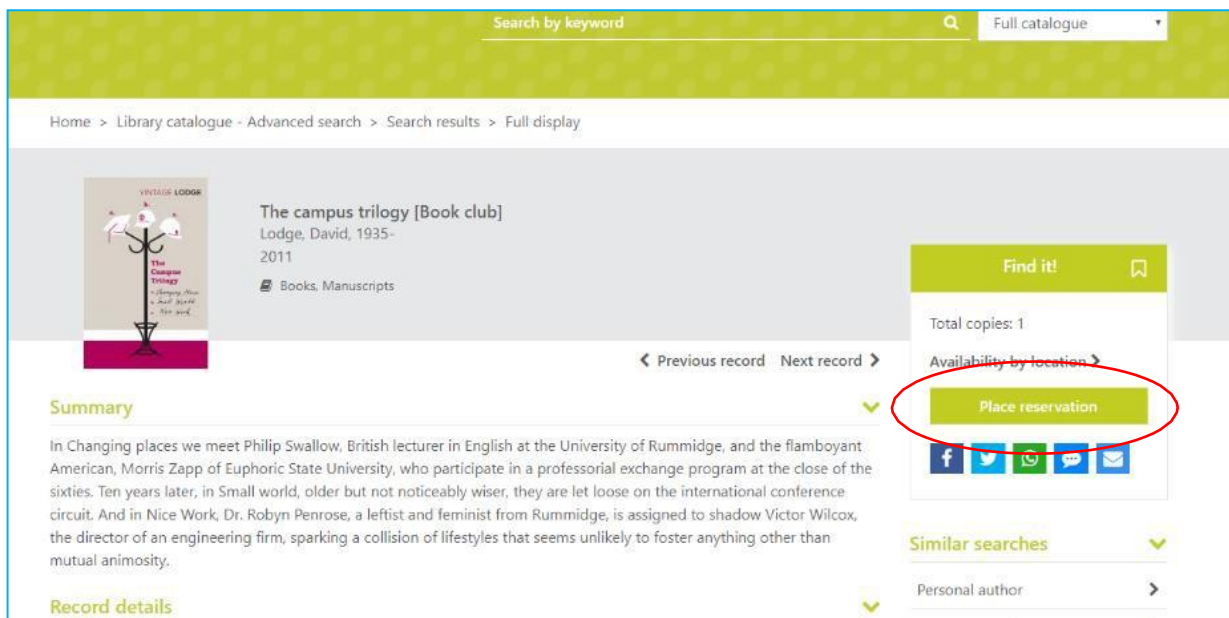 Search by keyword
Full catalogue
Home > Library catalogue - Advanced search > Search results > Full display
VINTAGE LODGE
The
Campus
Trilogy
Changing Places
Small World
Nice Work
The campus trilogy [Book club]
Lodge, David, 1935-
2011
Books, Manuscripts
Previous record Next record
Find it!
Total copies: 1
Availability by location
Place reservation
Summary
In Changing places we meet Philip Swallow, British lecturer in English at the University of Rummidge, and the flamboyant
American, Morris Zapp of Euphoric State University, who participate in a professorial exchange program at the close of the
sixties. Ten years later, in Small world, older but not noticeably wiser, they are let loose on the international conference
circuit. And in Nice Work, Dr. Robyn Penrose, a leftist and feminist from Rummidge, is assigned to shadow Victor Wilcox,
the director of an engineering firm, sparking a collision of lifestyles that seems unlikely to foster anything other than
mutual animosity.
Record details
Similar searches
Personal author